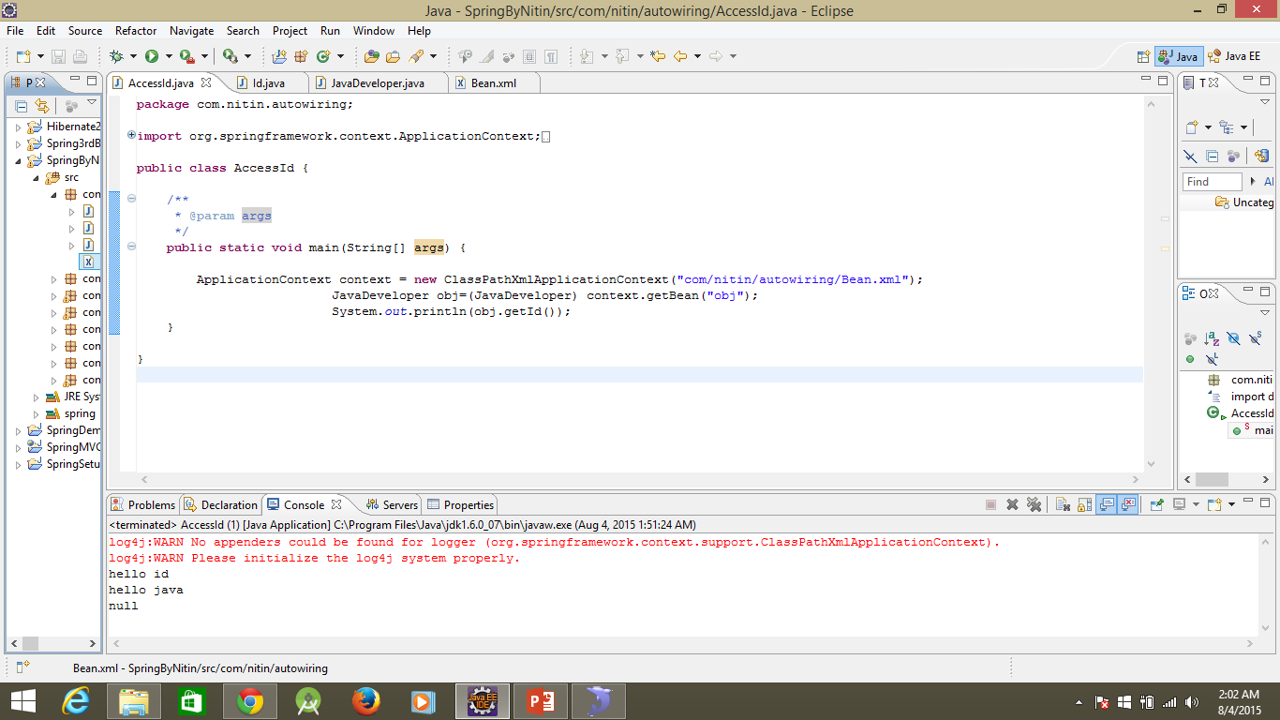 Java - SpringByNitin/src/com/nitin/autowiring/AccessId.java - Eclipse
File Edit Source Refactor Navigate Search Project Run Window Help
Java Java EE
P
Hibernate2
Spring3rdB
SpringByN
src
con
con
con
con
con
con
con
con
JRE Sys
spring
SpringDem
SpringMVC
SpringSetu
AccessId.java Id.java JavaDeveloper.java Bean.xml
package com.nitin.autowiring;
import org.springframework.context.ApplicationContext;
public class AccessId {
/**
* @param args
*/
public static void main(String[] args) {
ApplicationContext context = new ClassPathXmlApplicationContext("com/nitin/autowiring/Bean.xml");
JavaDeveloper obj=(JavaDeveloper) context.getBean("obj");
System.out.println(obj.getId());
}
}
T
Find Al
Uncateg
O
com.niti
import d
AccessId
mai
Problems Declaration Console Servers Properties
<terminated> AccessId (1) [Java Application] C:\Program Files\Java\jdk1.6.0_07\bin\javaw.exe (Aug 4, 2015 1:51:24 AM)
log4j:WARN No appenders could be found for logger (org.springframework.context.support.ClassPathXmlApplicationContext).
log4j:WARN Please initialize the log4j system properly.
hello id
hello java
null
Bean.xml - SpringByNitin/src/com/nitin/autowiring
Java EE
IDE
2:02 AM
8/4/2015